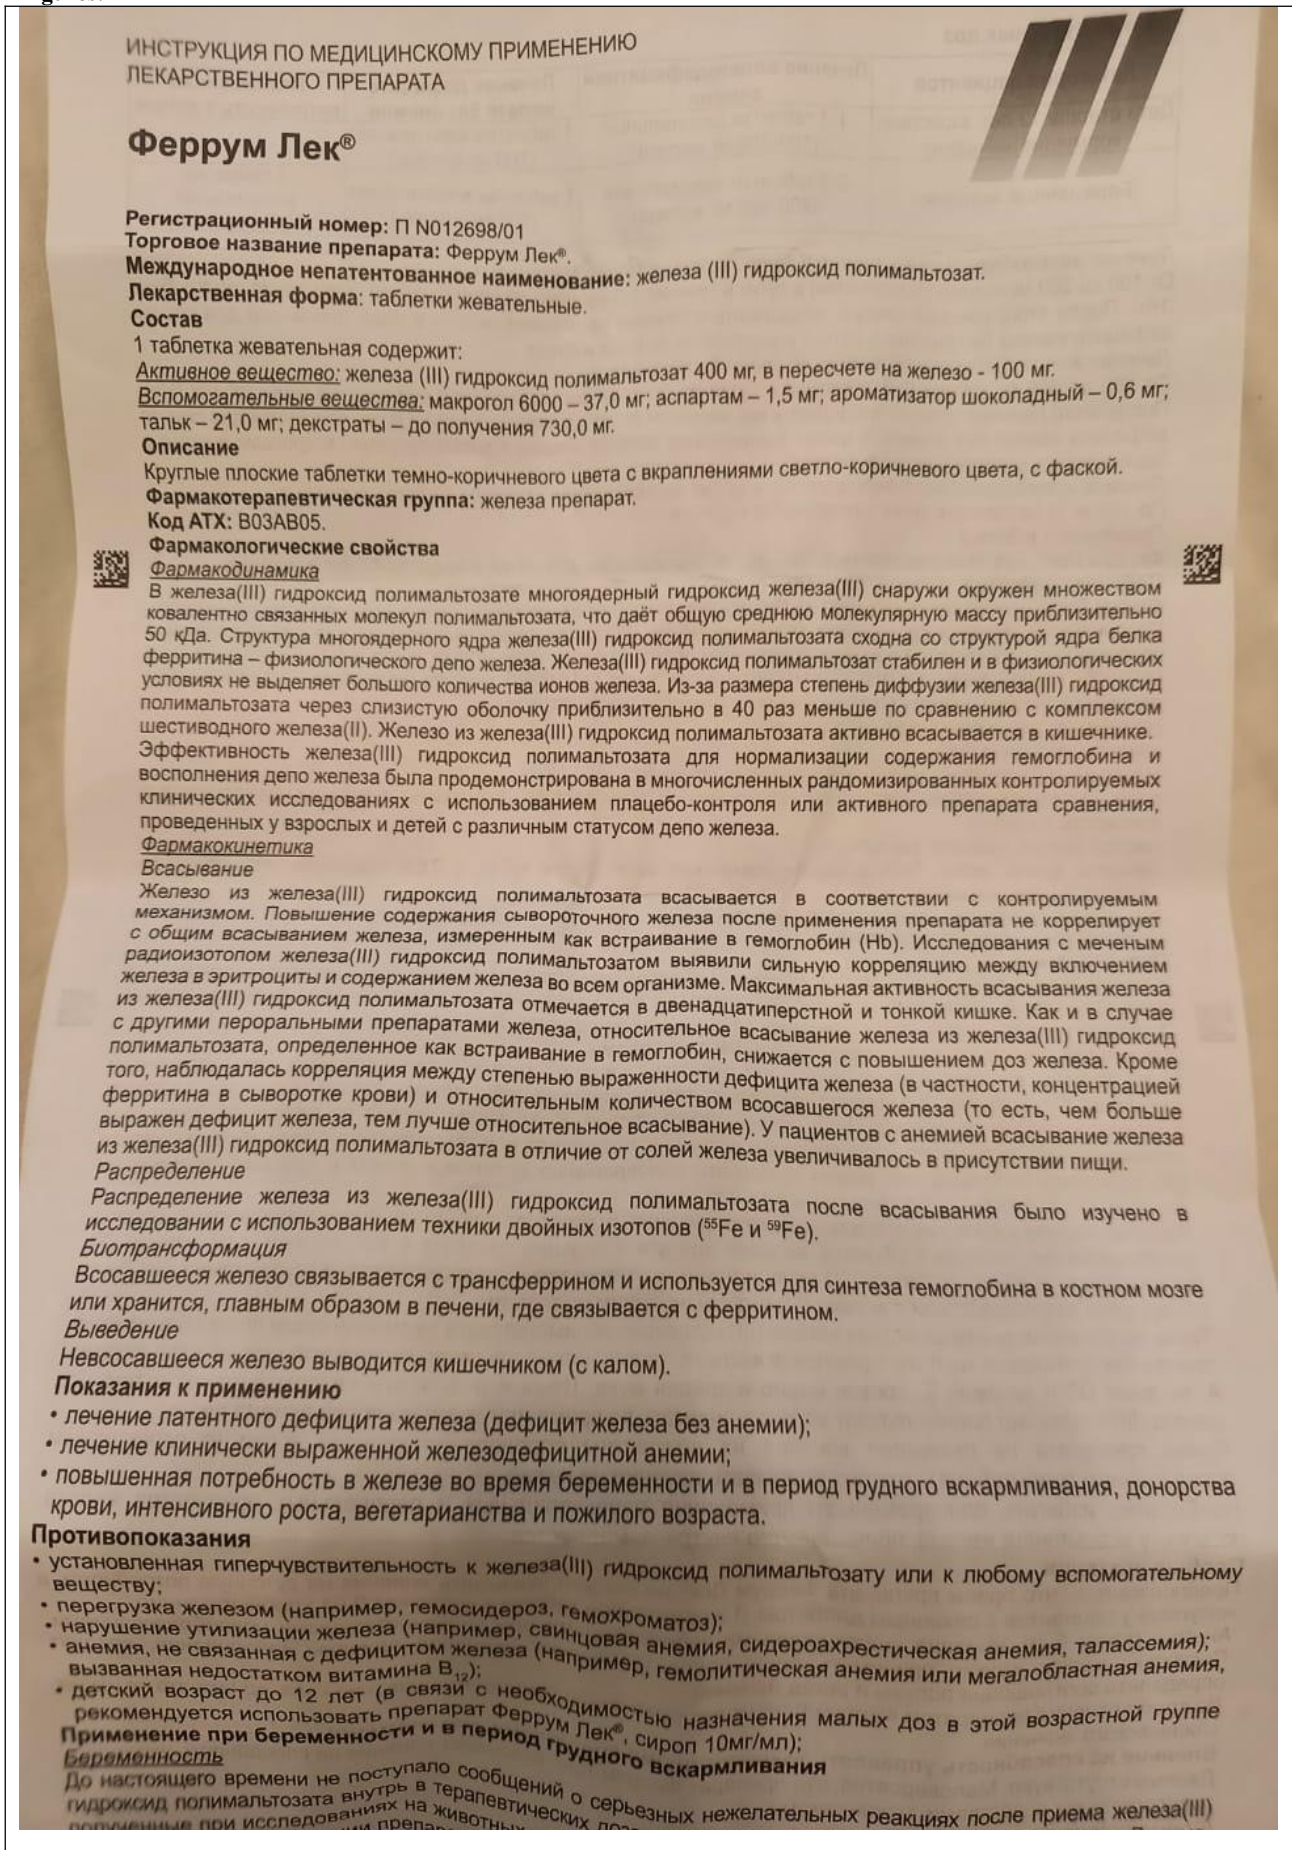 ИНСТРУКЦИЯ ПО МЕДИЦИНСКОМУ ПРИМЕНЕНИЮ
ЛЕКАРСТВЕННОГО ПРЕПАРАТА
Феррум Лек®
Регистрационный номер: П N012698/01
Торговое название препарата: Феррум Лек®.
Международное непатентованное наименование: железа (III) гидроксид полимальтозат.
Лекарственная форма: таблетки жевательные.
Состав
1 таблетка жевательная содержит:
Активное вещество: железа (III) гидроксид полимальтозат 400 мг, в пересчете на железо - 100 мг.
Вспомогательные вещества: макрогол 6000 – 37,0 мг; аспартам – 1,5 мг; ароматизатор шоколадный – 0,6 мг;
тальк – 21,0 мг; декстраты – до получения 730,0 мг.
Описание
Круглые плоские таблетки темно-коричневого цвета с вкраплениями светло-коричневого цвета, с фаской.
Фармакотерапевтическая группа: железа препарат.
Код АТХ: B03AB05.
Фармакологические свойства
Фармакодинамика
В железа(III) гидроксид полимальтозате многоядерный гидроксид железа(III) снаружи окружен множеством
ковалентно связанных молекул полимальтозата, что даёт общую среднюю молекулярную массу приблизительно
50 кДа. Структура многоядерного ядра железа(III) гидроксид полимальтозата сходна со структурой ядра белка
ферритина – физиологического депо железа. Железа(III) гидроксид полимальтозат стабилен и в физиологических
условиях не выделяет большого количества ионов железа. Из-за размера степень диффузии железа(III) гидроксид
полимальтозата через слизистую оболочку приблизительно в 40 раз меньше по сравнению с комплексом
шестиводного железа(II). Железо из железа(III) гидроксид полимальтозата активно всасывается в кишечнике.
Эффективность железа(III) гидроксид полимальтозата для нормализации содержания гемоглобина и
восполнения депо железа была продемонстрирована в многочисленных рандомизированных контролируемых
клинических исследованиях с использованием плацебо-контроля или активного препарата сравнения,
проведенных у взрослых и детей с различным статусом депо железа.
Фармакокинетика
Всасывание
Железо из железа(III) гидроксид полимальтозата всасывается в соответствии с контролируемым
механизмом. Повышение содержания сывороточного железа после применения препарата не коррелирует
с общим всасыванием железа, измеренным как встраивание в гемоглобин (Hb). Исследования с меченым
радиоизотопом железа(III) гидроксид полимальтозатом выявили сильную корреляцию между включением
железа в эритроциты и содержанием железа во всем организме. Максимальная активность всасывания железа
из железа(III) гидроксид полимальтозата отмечается в двенадцатиперстной и тонкой кишке. Как и в случае
с другими пероральными препаратами железа, относительное всасывание железа из железа(III) гидроксид
полимальтозата, определенное как встраивание в гемоглобин, снижается с повышением доз железа. Кроме
того, наблюдалась корреляция между степенью выраженности дефицита железа (в частности, концентрацией
ферритина в сыворотке крови) и относительным количеством всосавшегося железа (то есть, чем больше
выражен дефицит железа, тем лучше относительное всасывание). У пациентов с анемией всасывание железа
из железа(III) гидроксид полимальтозата в отличие от солей железа увеличивалось в присутствии пищи.
Распределение
Распределение железа из железа(III) гидроксид полимальтозата после всасывания было изучено в
исследовании с использованием техники двойных изотопов (⁵⁵Fe и ⁵⁹Fe).
Биотрансформация
Всосавшееся железо связывается с трансферрином и используется для синтеза гемоглобина в костном мозге
или хранится, главным образом в печени, где связывается с ферритином.
Выведение
Невсосавшееся железо выводится кишечником (с калом).
Показания к применению
• лечение латентного дефицита железа (дефицит железа без анемии);
• лечение клинически выраженной железодефицитной анемии;
• повышенная потребность в железе во время беременности и в период грудного вскармливания, донорства
крови, интенсивного роста, вегетарианства и пожилого возраста.
Противопоказания
• установленная гиперчувствительность к железа(III) гидроксид полимальтозату или к любому вспомогательному
веществу;
• перегрузка железом (например, гемосидероз, гемохроматоз);
• нарушение утилизации железа (например, свинцовая анемия, сидероахрестическая анемия, талассемия);
• анемия, не связанная с дефицитом железа (например, гемолитическая анемия или мегалобластная анемия,
вызванная недостатком витамина B₁₂);
• детский возраст до 12 лет (в связи с необходимостью назначения малых доз в этой возрастной группе
рекомендуется использовать препарат Феррум Лек®, сироп 10мг/мл);
Применение при беременности и в период грудного вскармливания
Беременность
До настоящего времени не поступало сообщений о серьезных нежелательных реакциях после приема железа(III)
гидроксид полимальтозата внутрь в терапевтических
полученные при исследованиях на животных